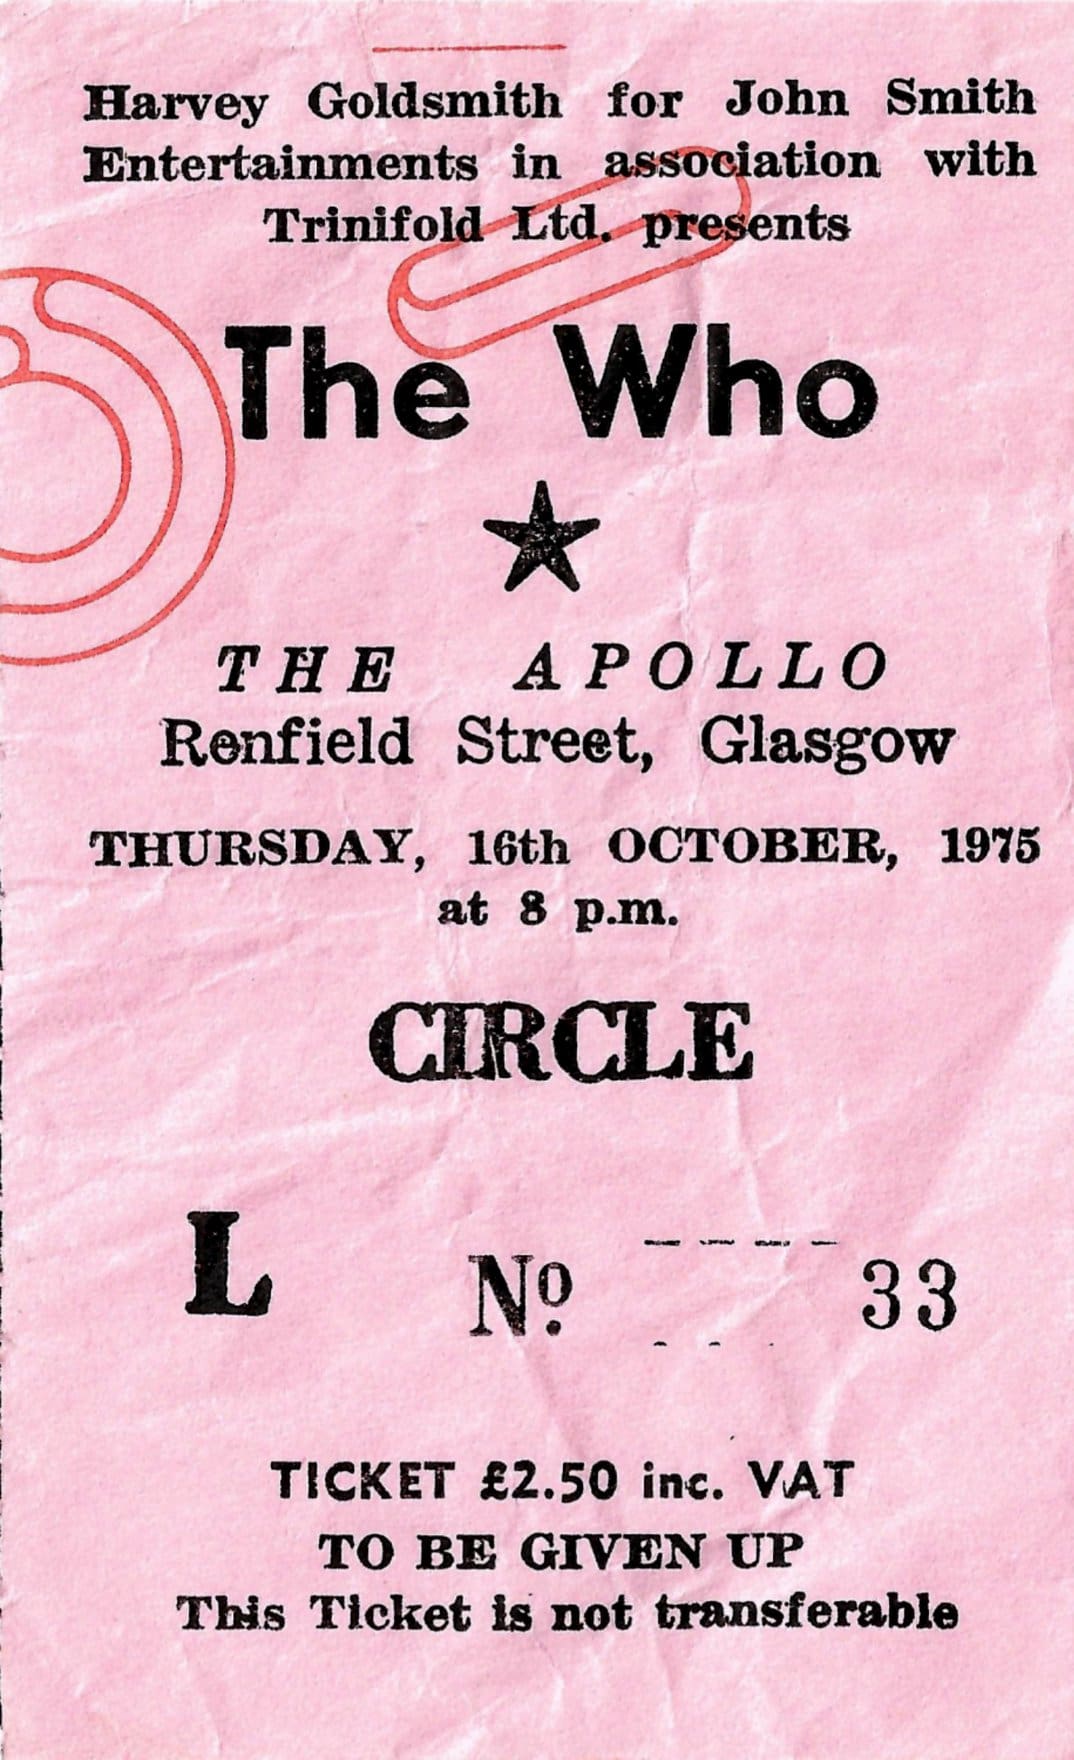 Harvey Goldsmith for John Smith
Entertainments in association with
Trinifold Ltd. presents
The Who
THE APOLLO
Renfield Street, Glasgow
THURSDAY, 16th OCTOBER, 1975
at 8 p.m.
CIRCLE
L Nº 33
TICKET £2.50 inc. VAT
TO BE GIVEN UP
This Ticket is not transferable